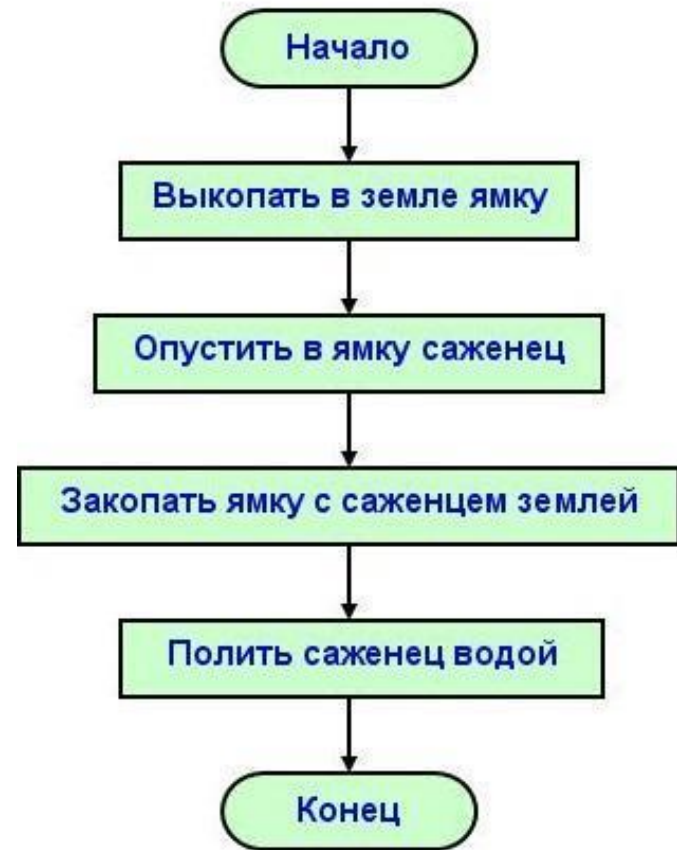 Начало
Выкопать в земле ямку
Опустить в ямку саженец
Закопать ямку с саженцем землей
Полить саженец водой
Конец